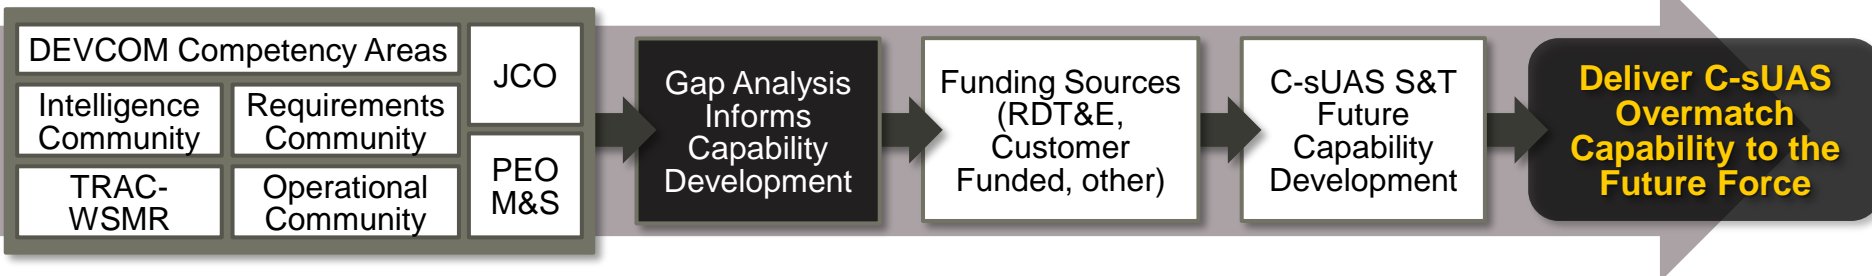 DEVCOM Competency Areas
JCO
Intelligence
Community
Requirements
Community
TRAC-
WSMR
Operational
Community
PEO
M&S
Gap Analysis
Informs
Capability
Development
Funding Sources
(RDT&E,
Customer
Funded, other)
C-sUAS S&T
Future
Capability
Development
Deliver C-sUAS
Overmatch
Capability to the
Future Force